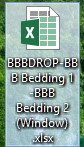 BBBDROP-BB
B Bedding 1
-BBB
Bedding 2
(Window)
.xlsx